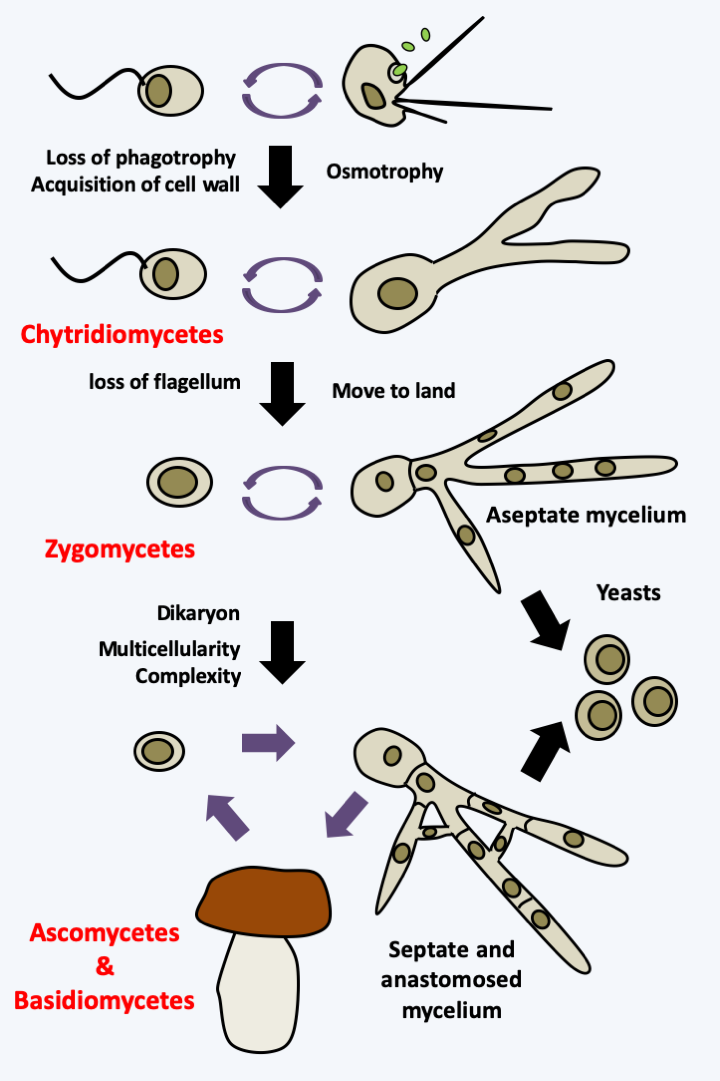 Loss of phagotrophy
Acquisition of cell wall
Osmotrophy
Chytridiomycetes
loss of flagellum
Move to land
Aseptate mycelium
Zygomycetes
Yeasts
Dikaryon
Multicellularity
Complexity
Ascomycetes
&
Basidiomycetes
Septate and
anastomosed
mycelium